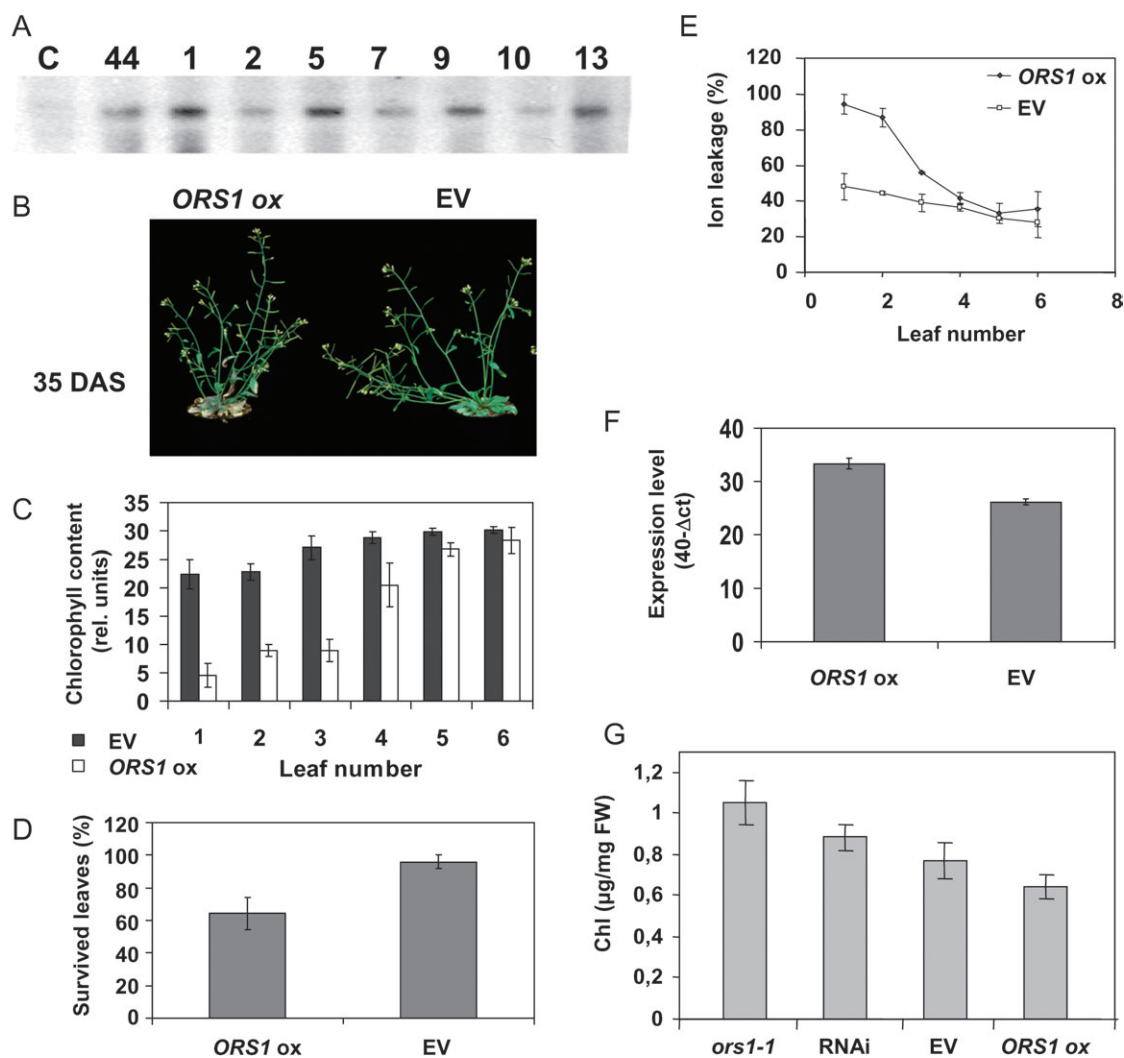 A
C 44 1 2 5 7 9 10 13
B
ORS1 ox EV
35 DAS
C
Chlorophyll content
(rel. units)
35
30
25
20
15
10
5
0
1 2 3 4 5 6
EV
ORS1 ox
Leaf number
D
Survived leaves (%)
120
100
80
60
40
20
0
ORS1 ox EV
E
Ion leakage (%)
120
100
80
60
40
20
0
ORS1 ox
EV
0 2 4 6 8
Leaf number
F
Expression level
(40-Δct)
40
30
20
10
0
ORS1 ox EV
G
Chl (µg/mg FW)
1,2
1
0,8
0,6
0,4
0,2
0
ors1-1 RNAi EV ORS1 ox